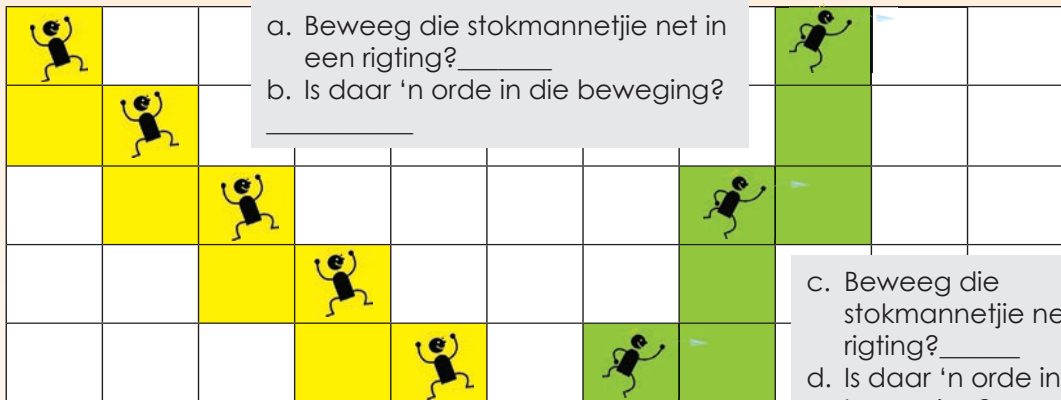 a. Beweeg die stokmannetjie net in
een rigting?_______
b. Is daar ‘n orde in die beweging?
___________
c. Beweeg die
stokmannetjie
rigting?______
d. Is daar ‘n orde in